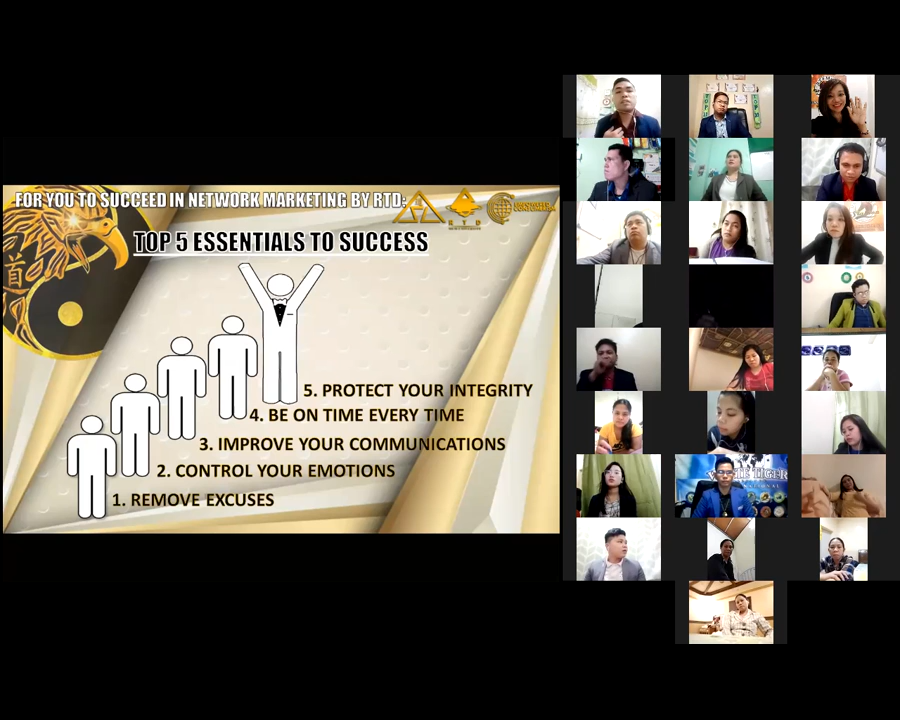 FOR YOU TO SUCCEED IN NETWORK MARKETING BY RTD:
R T D
TOP 5 ESSENTIALS TO SUCCESS
首
5. PROTECT YOUR INTEGRITY
4. BE ON TIME EVERY TIME
3. IMPROVE YOUR COMMUNICATIONS
2. CONTROL YOUR EMOTIONS
1. REMOVE EXCUSES